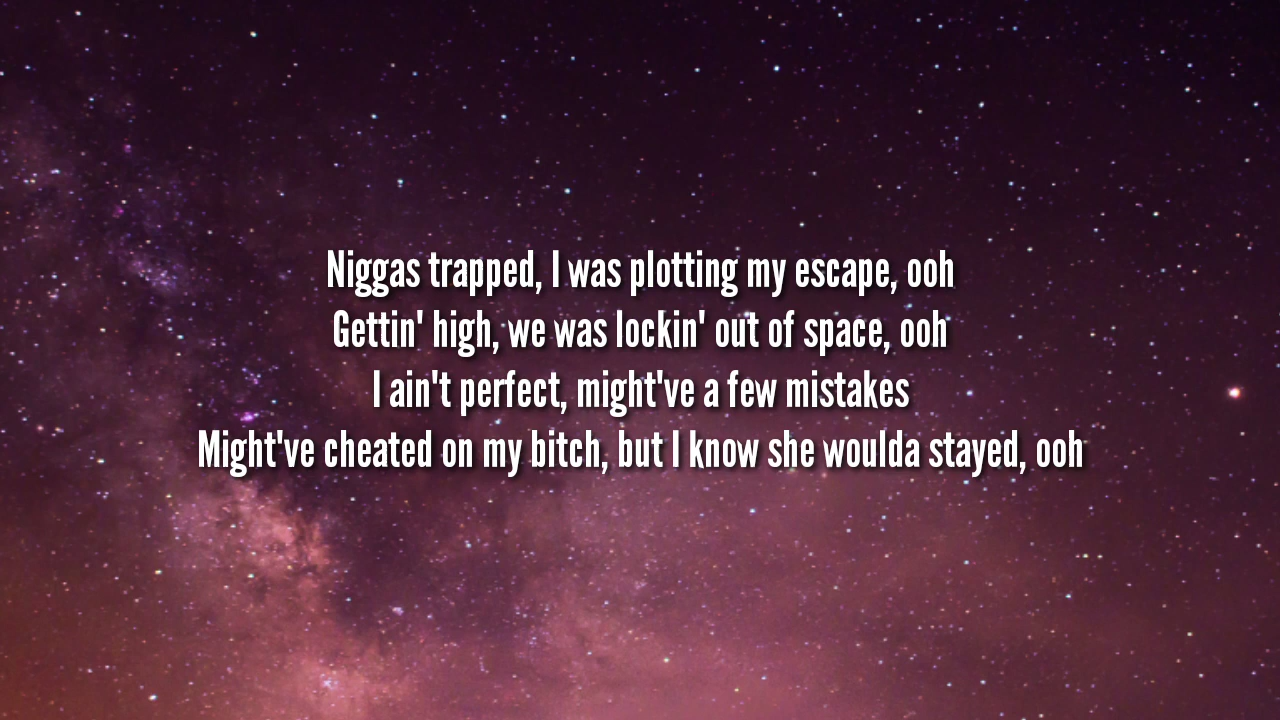 Niggas trapped, I was plotting my escape, ooh
Gettin' high, we was lockin' out of space, ooh
I ain't perfect, might've a few mistakes
Might've cheated on my bitch, but I know she woulda stayed, ooh